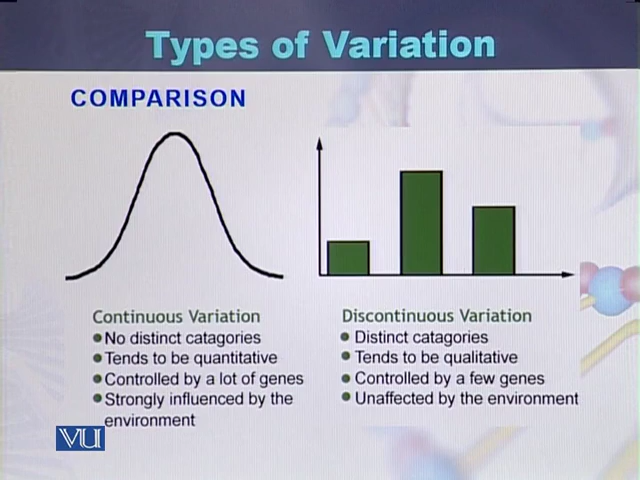 Types of Variation
COMPARISON
Continuous Variation
No distinct catagories
Tends to be quantitative
Controlled by a lot of genes
Strongly influenced by the
environment
Discontinuous Variation
Distinct catagories
Tends to be qualitative
Controlled by a few genes
Unaffected by the environment
VU